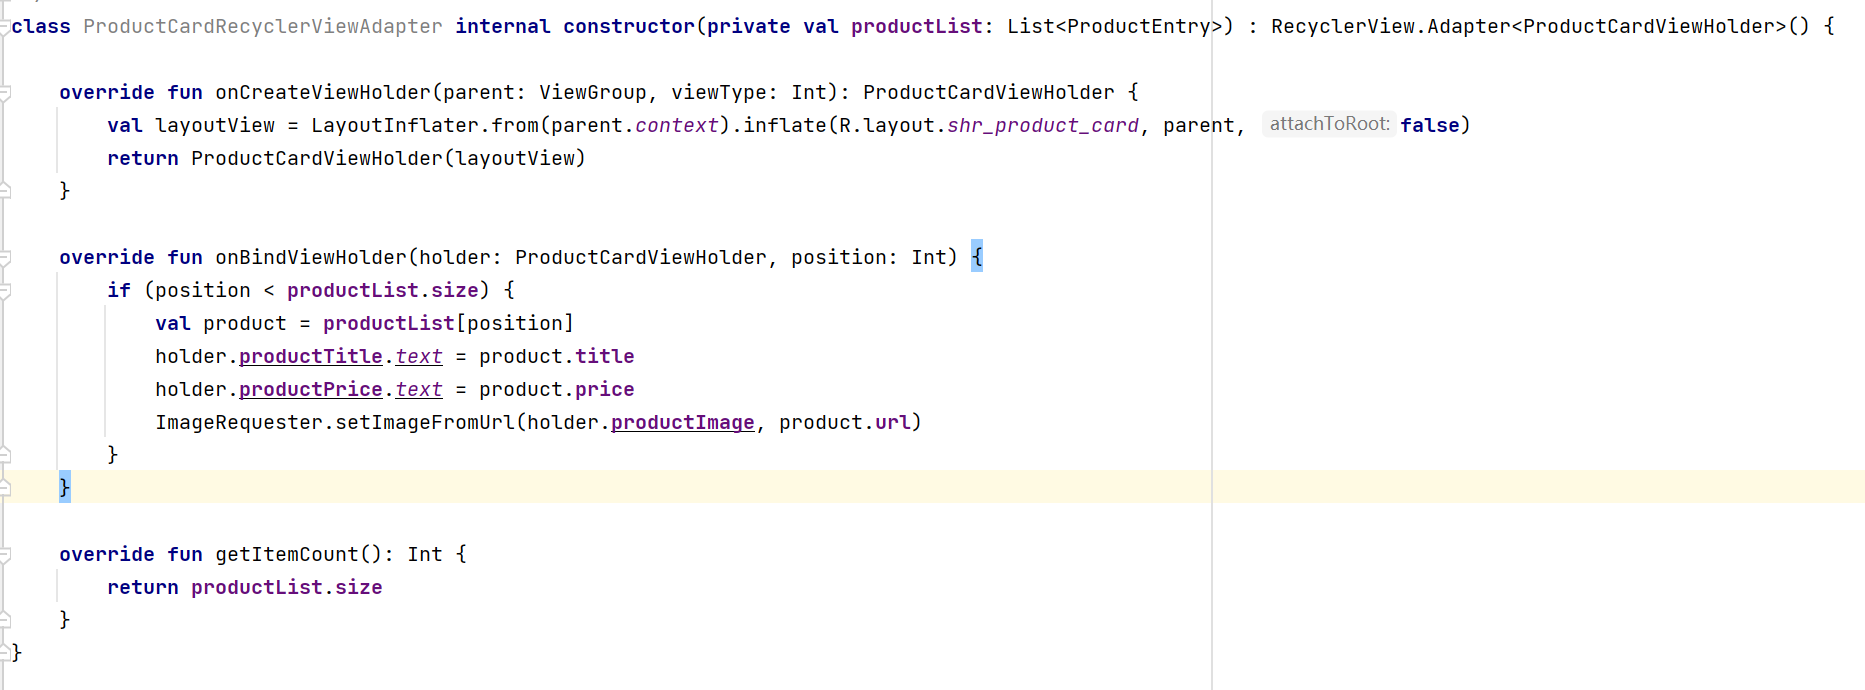 class ProductCardRecyclerViewAdapter internal constructor(private val productList: List<ProductEntry>) : RecyclerView.Adapter<ProductCardViewHolder>() {
override fun onCreateViewHolder(parent: ViewGroup, viewType: Int): ProductCardViewHolder {
val layoutView = LayoutInflater.from(parent.context).inflate(R.layout.shr_product_card, parent, attachToRoot: false)
return ProductCardViewHolder(layoutView)
}
override fun onBindViewHolder(holder: ProductCardViewHolder, position: Int) {
if (position < productList.size) {
val product = productList[position]
holder.productTitle.text = product.title
holder.productPrice.text = product.price
ImageRequester.setImageFromUrl(holder.productImage, product.url)
}
}
override fun getItemCount(): Int {
return productList.size
}
}